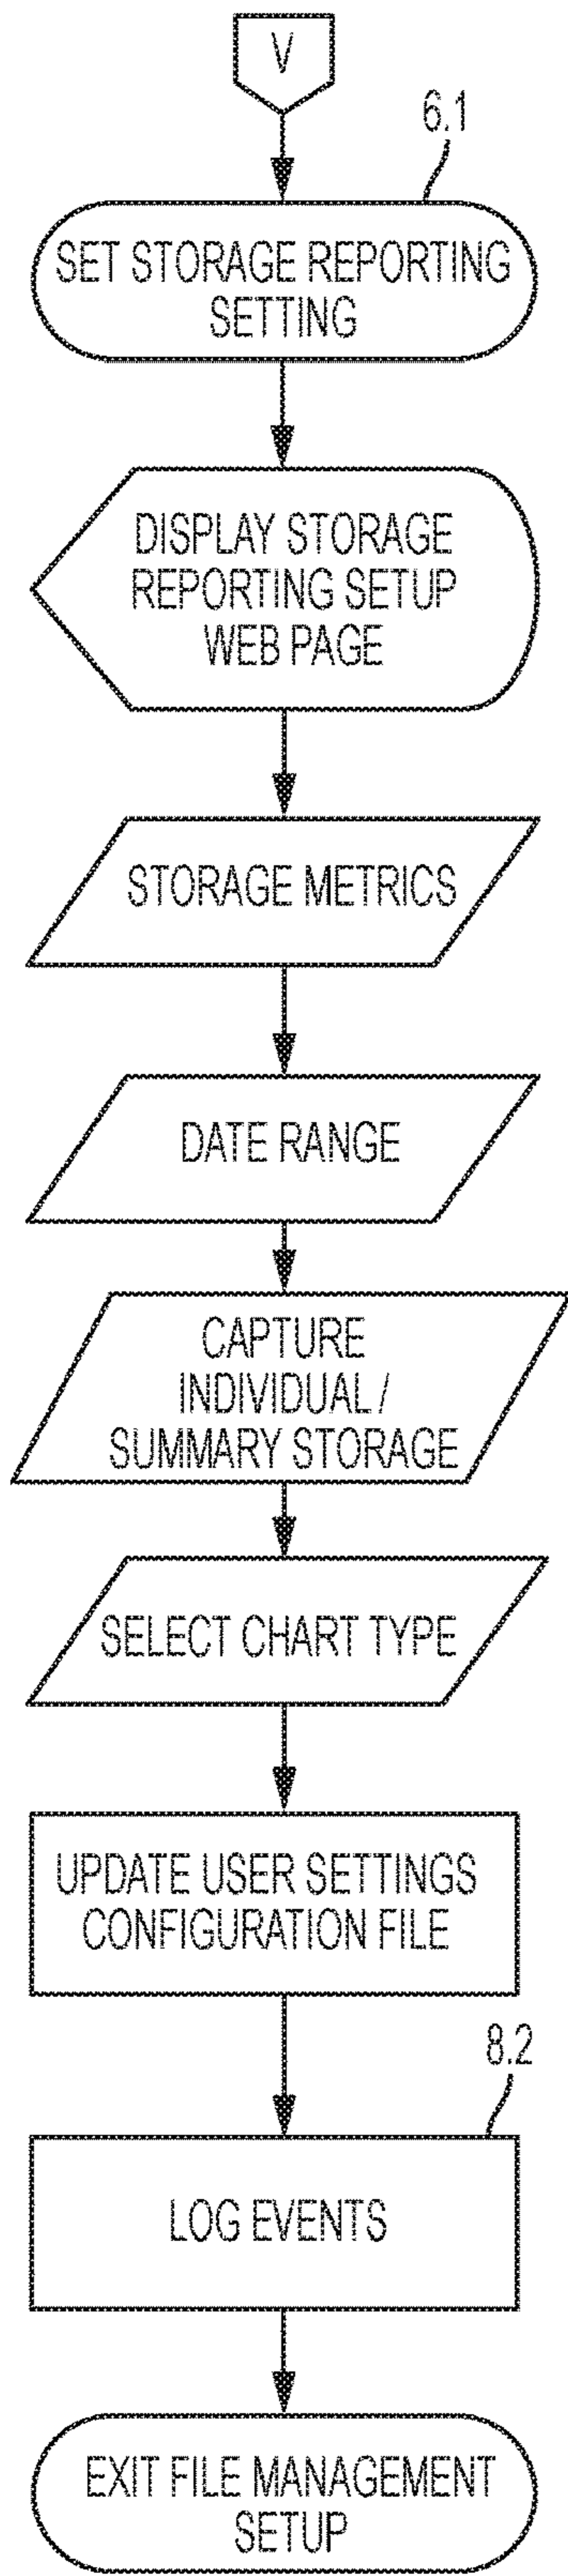 V
6.1
SET STORAGE REPORTING
SETTING
DISPLAY STORAGE
REPORTING SETUP
WEB PAGE
STORAGE METRICS
DATE RANGE
CAPTURE
INDIVIDUAL /
SUMMARY STORAGE
SELECT CHART TYPE
UPDATE USER SETTINGS
CONFIGURATION FILE
8.2
LOG EVENTS
EXIT FILE MANAGEMENT
SETUP